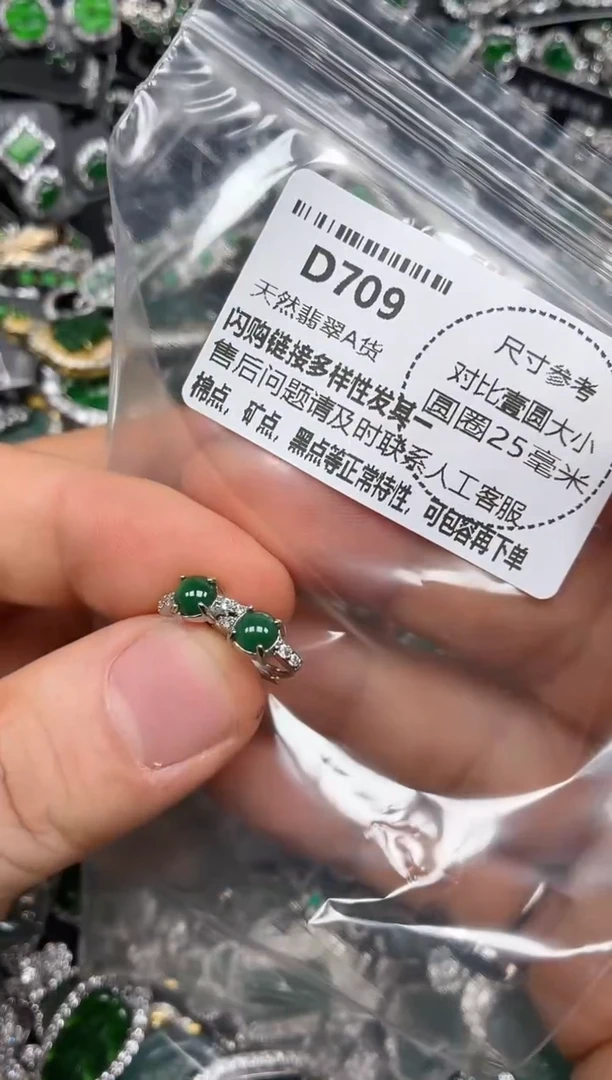 D709
天然翡翠A货
闪购链接多样性发其一
售后问题请及时联系人工客服
棉点，矿点，黑点等正常特性，可包容再下单
尺寸参考
对比富圆大小
圆圈25毫米